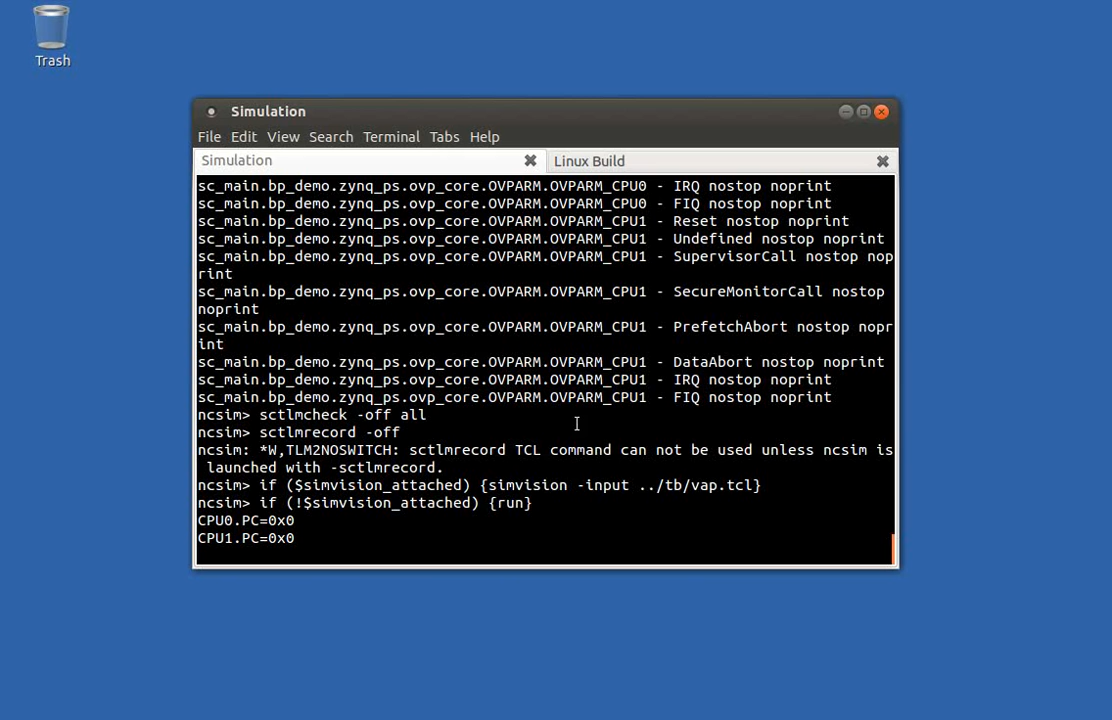 Trash
Simulation
File Edit View Search Terminal Tabs Help
Simulation
Linux Build
sc_main.bp_demo.zynq_ps.ovp_core.OVPARM.OVPARM_CPU0 - IRQ nostop noprint
sc_main.bp_demo.zynq_ps.ovp_core.OVPARM.OVPARM_CPU0 - FIQ nostop noprint
sc_main.bp_demo.zynq_ps.ovp_core.OVPARM.OVPARM_CPU1 - Reset nostop noprint
sc_main.bp_demo.zynq_ps.ovp_core.OVPARM.OVPARM_CPU1 - Undefined nostop noprint
sc_main.bp_demo.zynq_ps.ovp_core.OVPARM.OVPARM_CPU1 - SupervisorCall nostop nop
rint
sc_main.bp_demo.zynq_ps.ovp_core.OVPARM.OVPARM_CPU1 - SecureMonitorCall nostop
noprint
sc_main.bp_demo.zynq_ps.ovp_core.OVPARM.OVPARM_CPU1 - PrefetchAbort nostop nopr
int
sc_main.bp_demo.zynq_ps.ovp_core.OVPARM.OVPARM_CPU1 - DataAbort nostop noprint
sc_main.bp_demo.zynq_ps.ovp_core.OVPARM.OVPARM_CPU1 - IRQ nostop noprint
sc_main.bp_demo.zynq_ps.ovp_core.OVPARM.OVPARM_CPU1 - FIQ nostop noprint
ncsim> sctlmcheck -off all
ncsim> sctlmrecord -off
ncsim: *W,TLM2NOSWITCH: sctlmrecord TCL command can not be used unless ncsim is
launched with -sctlmrecord.
ncsim> if ($simvision_attached) {simvision -input ../tb/vap.tcl}
ncsim> if (!$simvision_attached) {run}
CPU0.PC=0x0
CPU1.PC=0x0